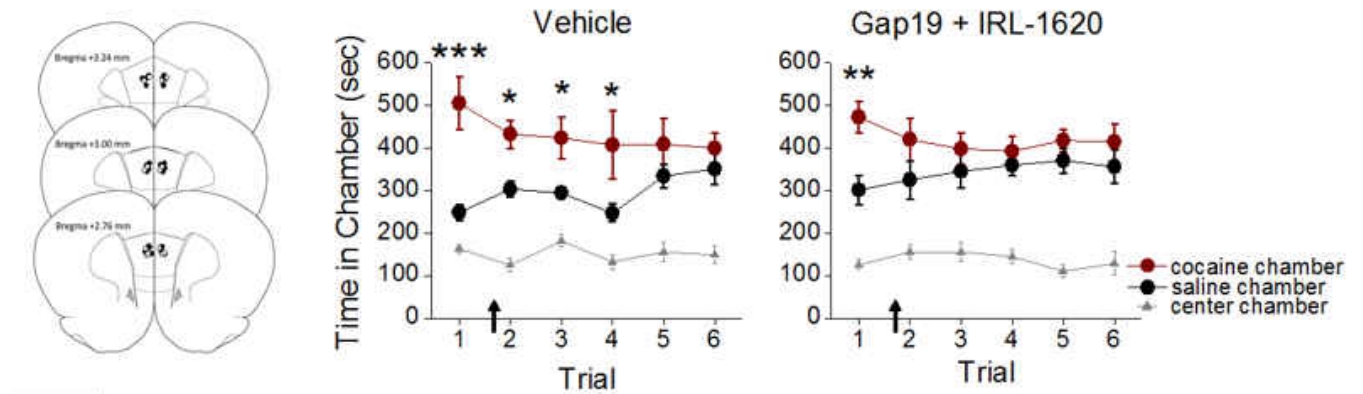 Vehicle
Gap19 + IRL-1620
Bregma +3.24 mm
Bregma +3.00 mm
Bregma +2.76 mm
Time in Chamber (sec)
***
*
*
*
600
500
400
300
200
100
0
1 2 3 4 5 6
Trial
**
600
500
400
300
200
100
0
1 2 3 4 5 6
Trial
cocaine chamber
saline chamber
center chamber